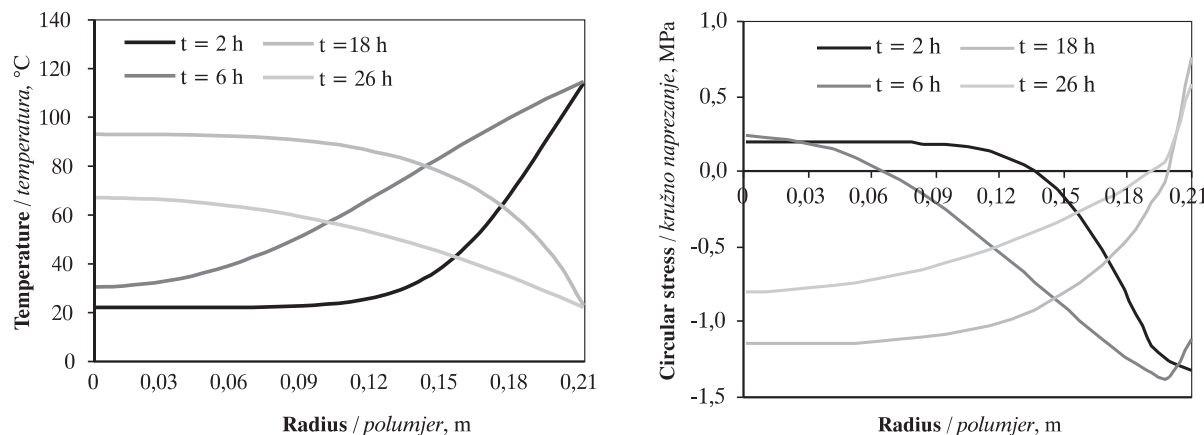 Temperature / temperatura, °C
140
120
100
80
60
40
20
0
t = 2 h
t =18 h
t = 6 h
t = 26 h
0 0,03 0,06 0,09 0,12 0,15 0,18 0,21
Radius / polumjer, m
Circular stress / kružno naprezanje, MPa
1,0
0,5
0,0
-0,5
-1,0
-1,5
t = 2 h
t = 18 h
t = 6 h
t = 26 h
0 0,03 0,06 0,09 0,12 0,15 0,18 0,21
Radius / polumjer, m